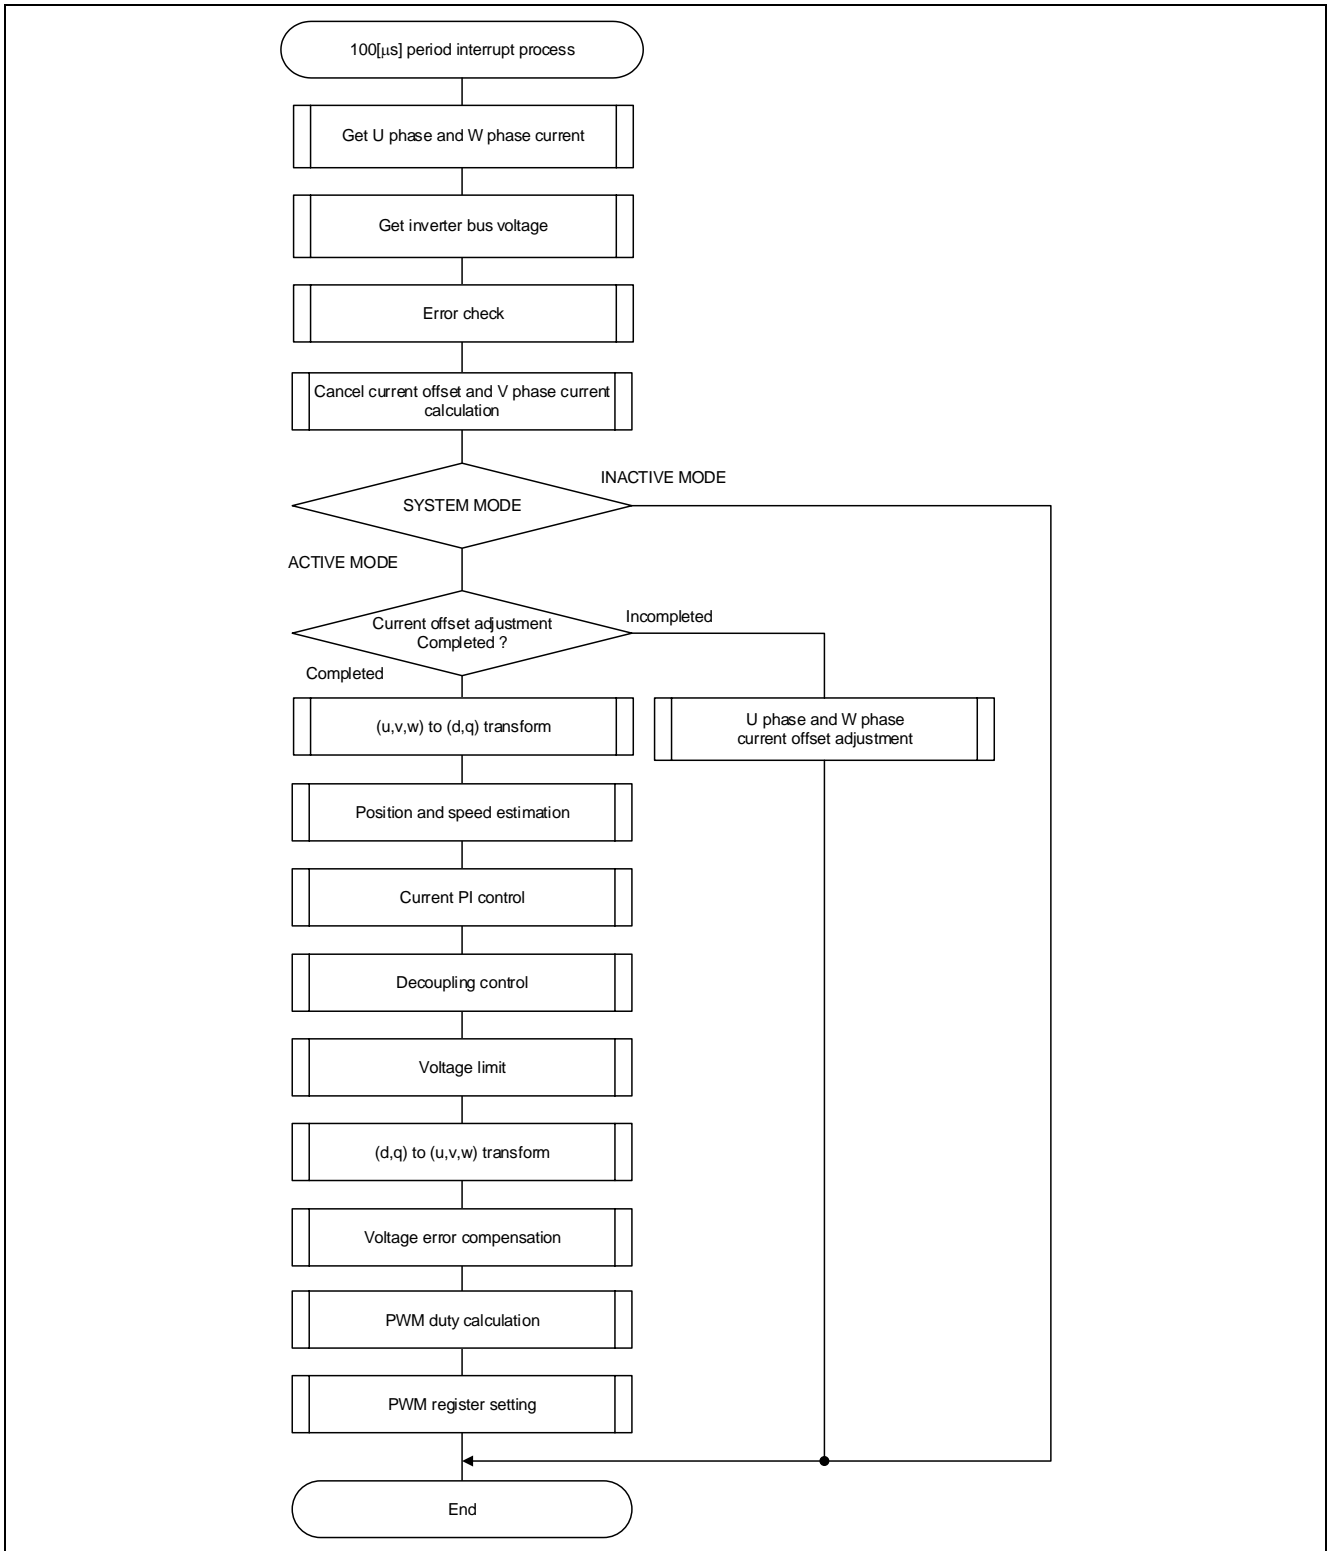 100[μs] period interrupt process
Get U phase and W phase current
Get inverter bus voltage
Error check
Cancel current offset and V phase current
calculation
INACTIVE MODE
SYSTEM MODE
ACTIVE MODE
Current offset adjustment
Completed ?
Incompleted
Completed
(u,v,w) to (d,q) transform
U phase and W phase
current offset adjustment
Position and speed estimation
Current PI control
Decoupling control
Voltage limit
(d,q) to (u,v,w) transform
Voltage error compensation
PWM duty calculation
PWM register setting
End